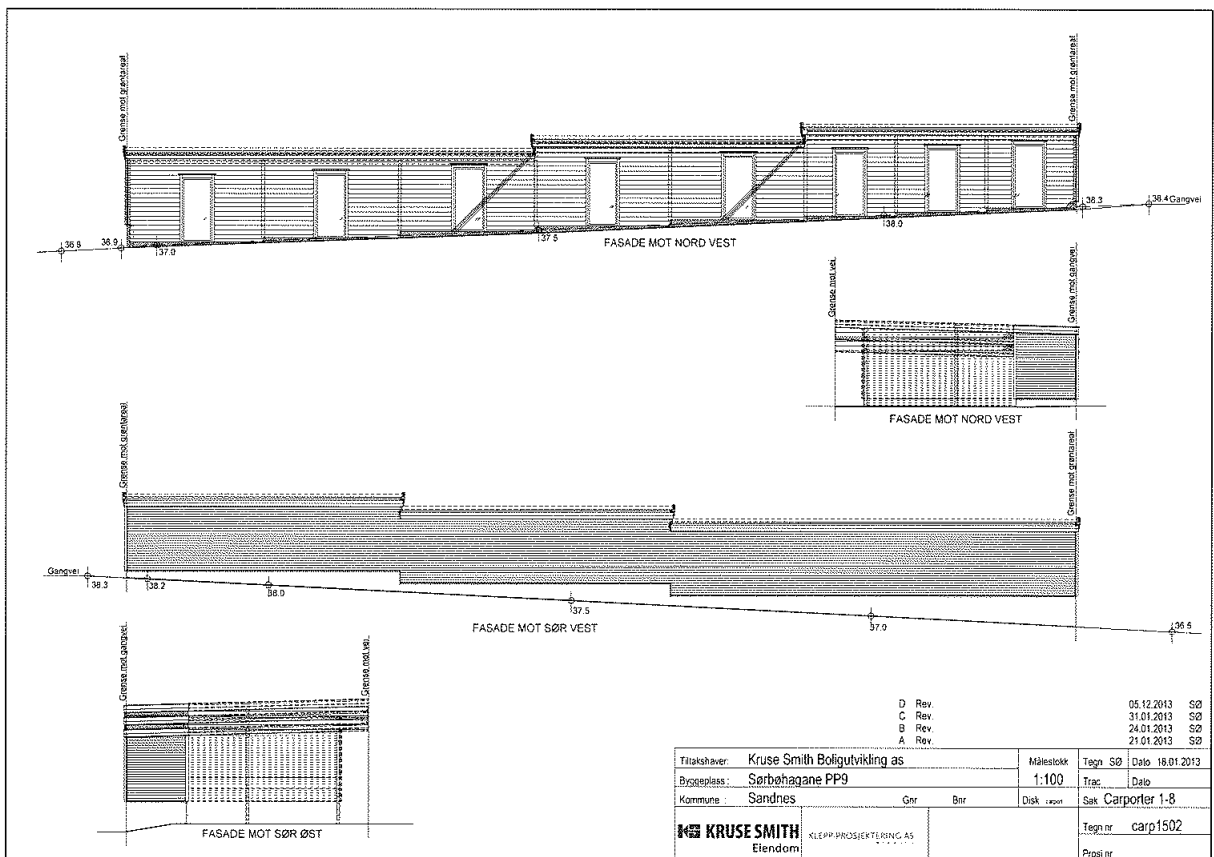 Grense mot grøntareal
Grense mot grøntareal
36.8
36.9
37.0
37.5
38.0
38.3
38.4 Gangvei
FASADE MOT NORD VEST
Grense mot vei
Grense mot gangvei
FASADE MOT NORD VEST
Grense mot grøntareal
Grense mot grøntareal
Gangvei
38.3
38.2
38.0
37.5
37.0
36.5
FASADE MOT SØR VEST
Grense mot gangvei
Grense mot vei
FASADE MOT SØR ØST
D Rev. 05.12.2013 SØ
C Rev. 31.01.2013 SØ
B Rev. 24.01.2013 SØ
A Rev. 21.01.2013 SØ
Tiltakshaver: Kruse Smith Boligutvikling as Målestokk Tegn SØ Dato 18.01.2013
Byggeplass: Sørbøhagane PP9 1:100 Trac Dato
Kommune : Sandnes Gnr Bnr Disk carport Sak Carporter 1-8
KRUSE SMITH
Eiendom
KLEPP PROSJEKTERING AS
Tegn nr carp1502
Prosj nr